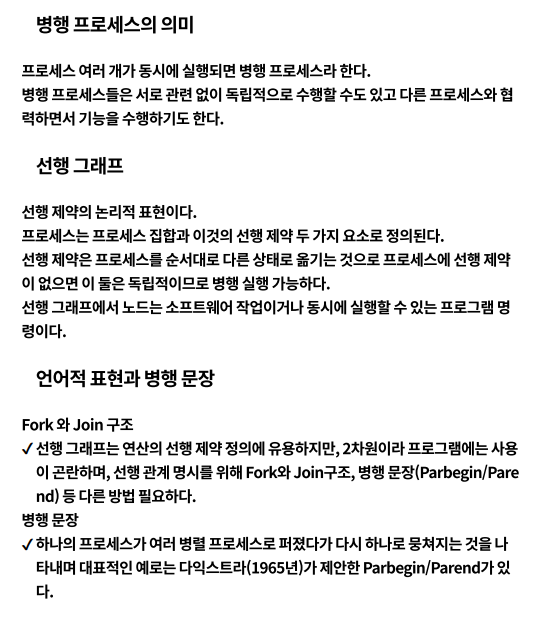 병행 프로세스의 의미
프로세스 여러 개가 동시에 실행되면 병행 프로세스라 한다.
병행 프로세스들은 서로 관련 없이 독립적으로 수행할 수도 있고 다른 프로세스와 협
력하면서 기능을 수행하기도 한다.
선행 그래프
선행 제약의 논리적 표현이다.
프로세스는 프로세스 집합과 이것의 선행 제약 두 가지 요소로 정의된다.
선행 제약은 프로세스를 순서대로 다른 상태로 옮기는 것으로 프로세스에 선행 제약
이 없으면 이 둘은 독립적이므로 병행 실행 가능하다.
선행 그래프에서 노드는 소프트웨어 작업이거나 동시에 실행할 수 있는 프로그램 명
령이다.
언어적 표현과 병행 문장
Fork 와 Join 구조
✓ 선행 그래프는 연산의 선행 제약 정의에 유용하지만, 2차원이라 프로그램에는 사용
이 곤란하며, 선행 관계 명시를 위해 Fork와 Join구조, 병행 문장(Parbegin/Pare
nd) 등 다른 방법 필요하다.
병행 문장
✓ 하나의 프로세스가 여러 병렬 프로세스로 퍼졌다가 다시 하나로 뭉쳐지는 것을 나
타내며 대표적인 예로는 다익스트라(1965년)가 제안한 Parbegin/Parend가 있
다.